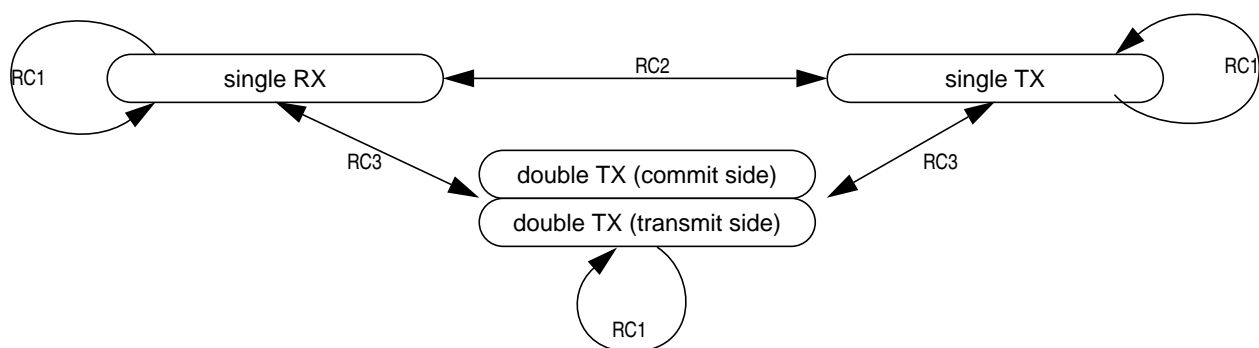 RC1
single RX
RC2
single TX
RC1
RC3
RC3
double TX (commit side)
double TX (transmit side)
RC1